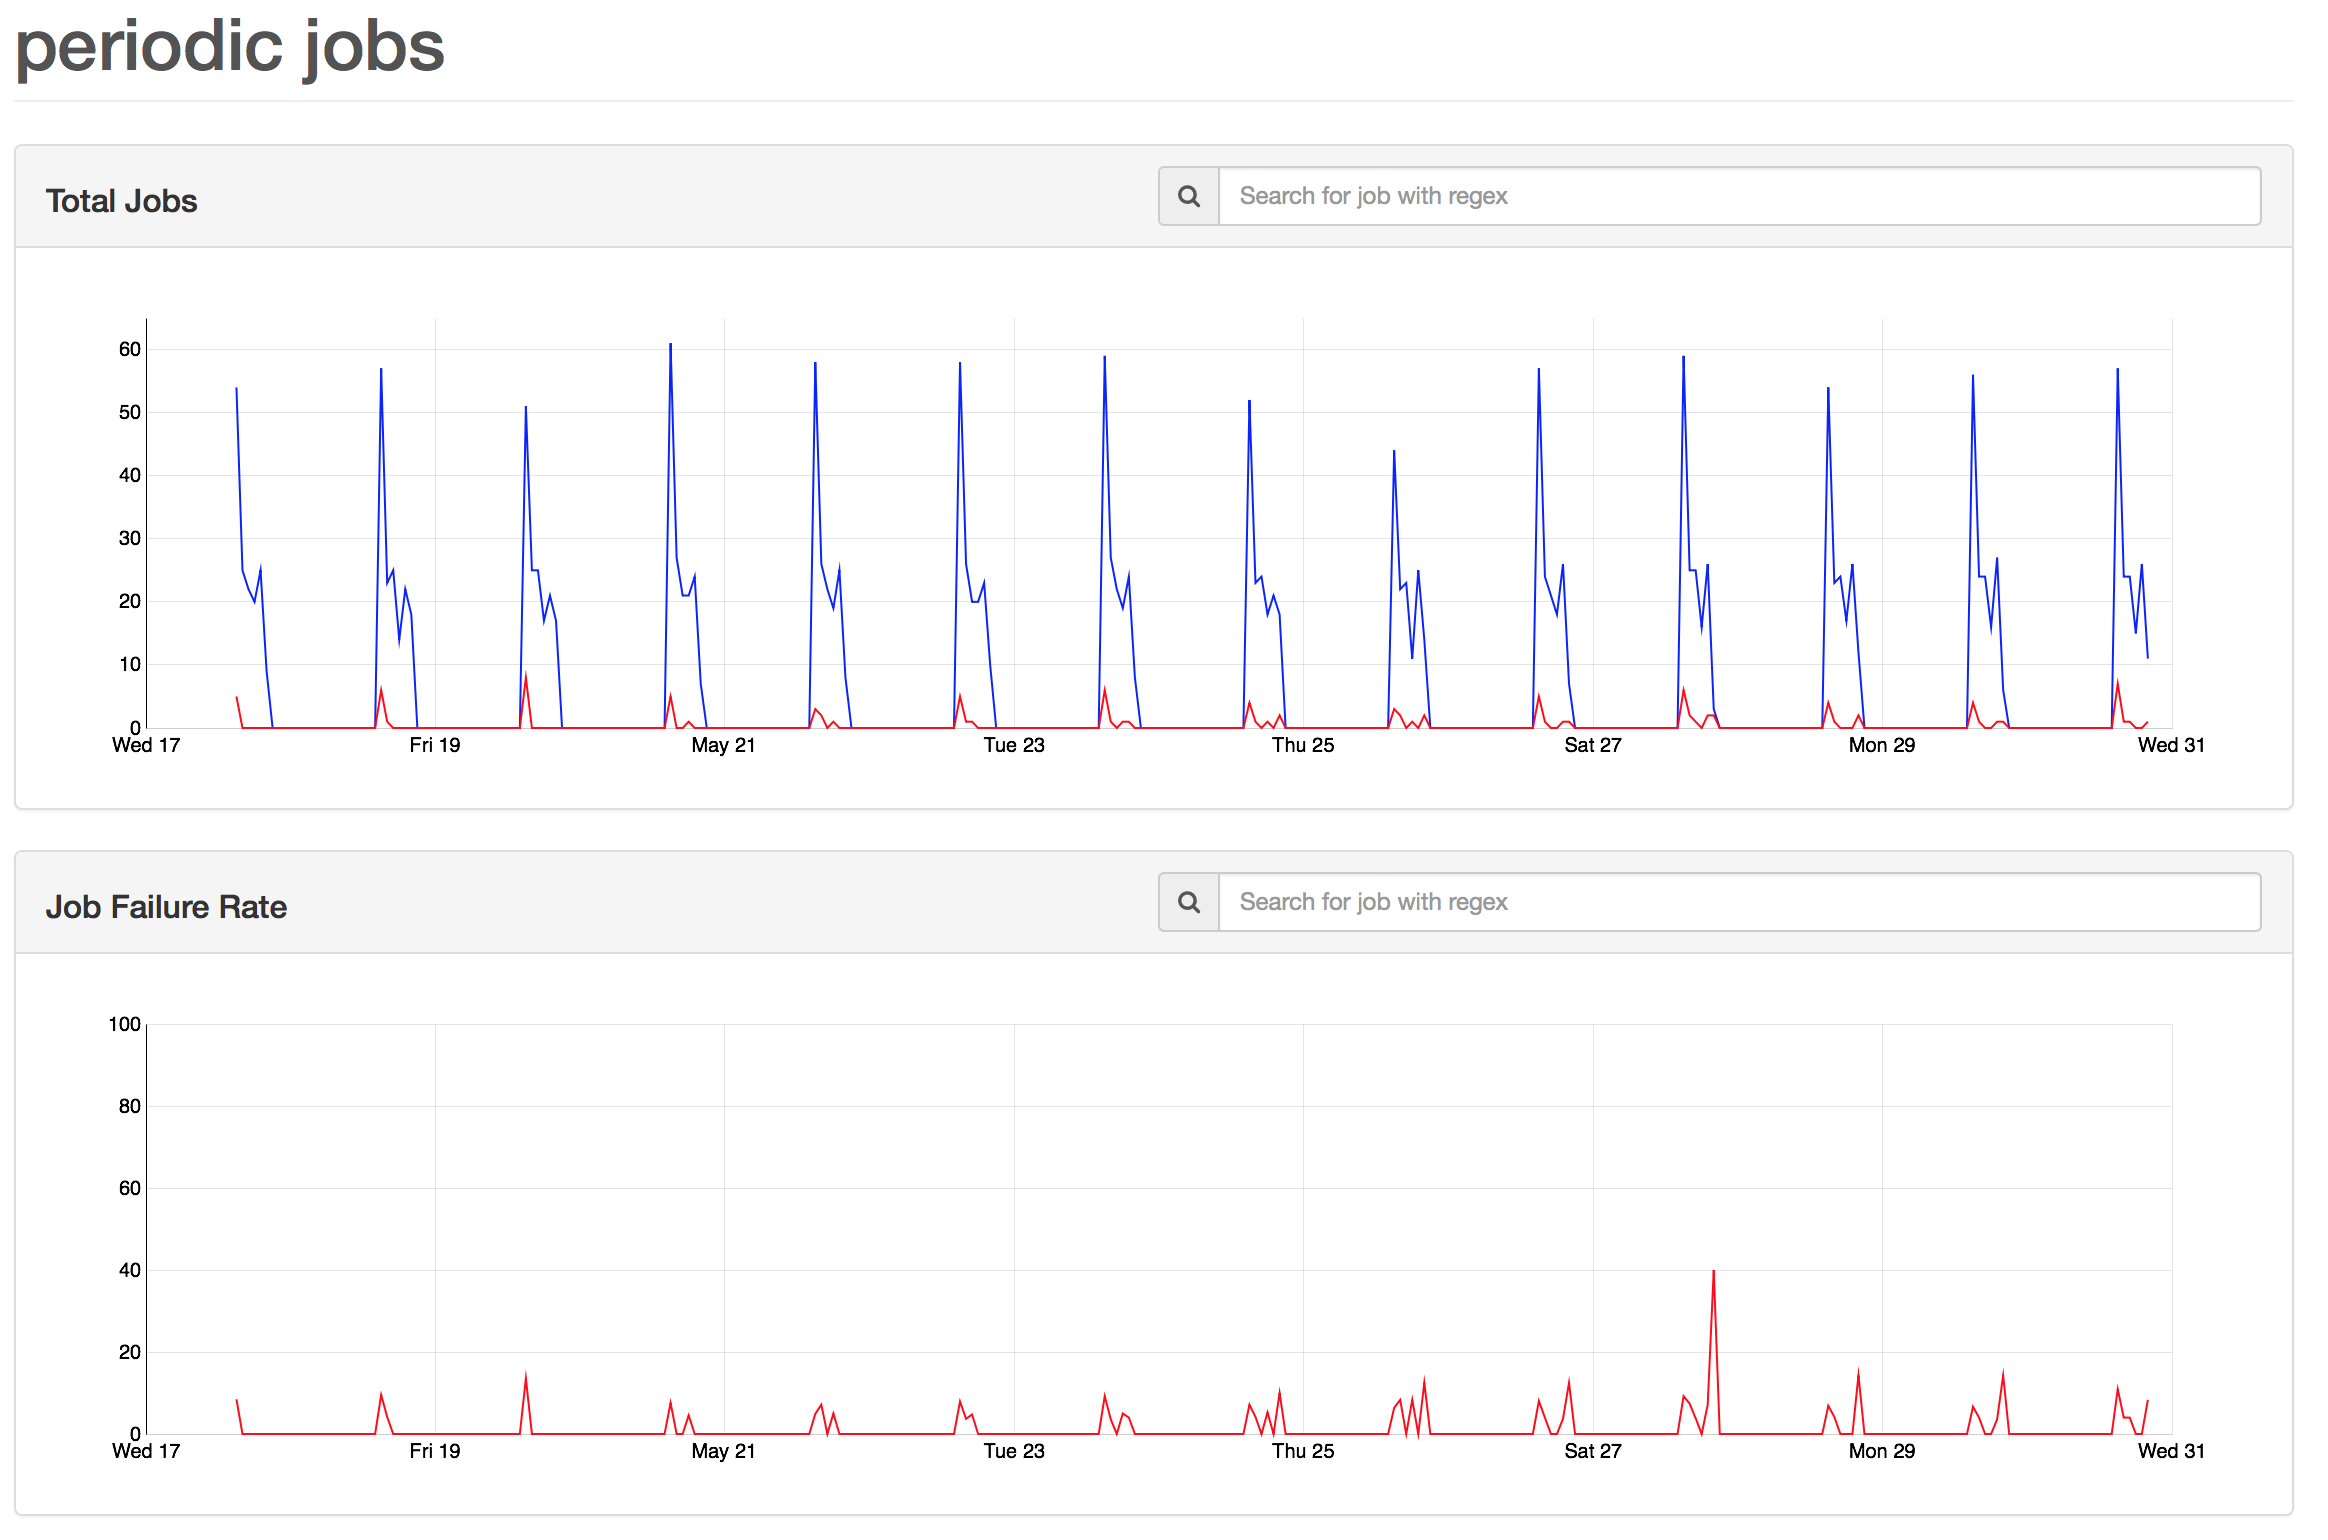 periodic jobs
Total Jobs
Search for job with regex
60
50
40
30
20
10
0
Wed 17 Fri 19 May 21 Tue 23 Thu 25 Sat 27 Mon 29 Wed 31
Job Failure Rate
Search for job with regex
100
80
60
40
20
0
Wed 17 Fri 19 May 21 Tue 23 Thu 25 Sat 27 Mon 29 Wed 31